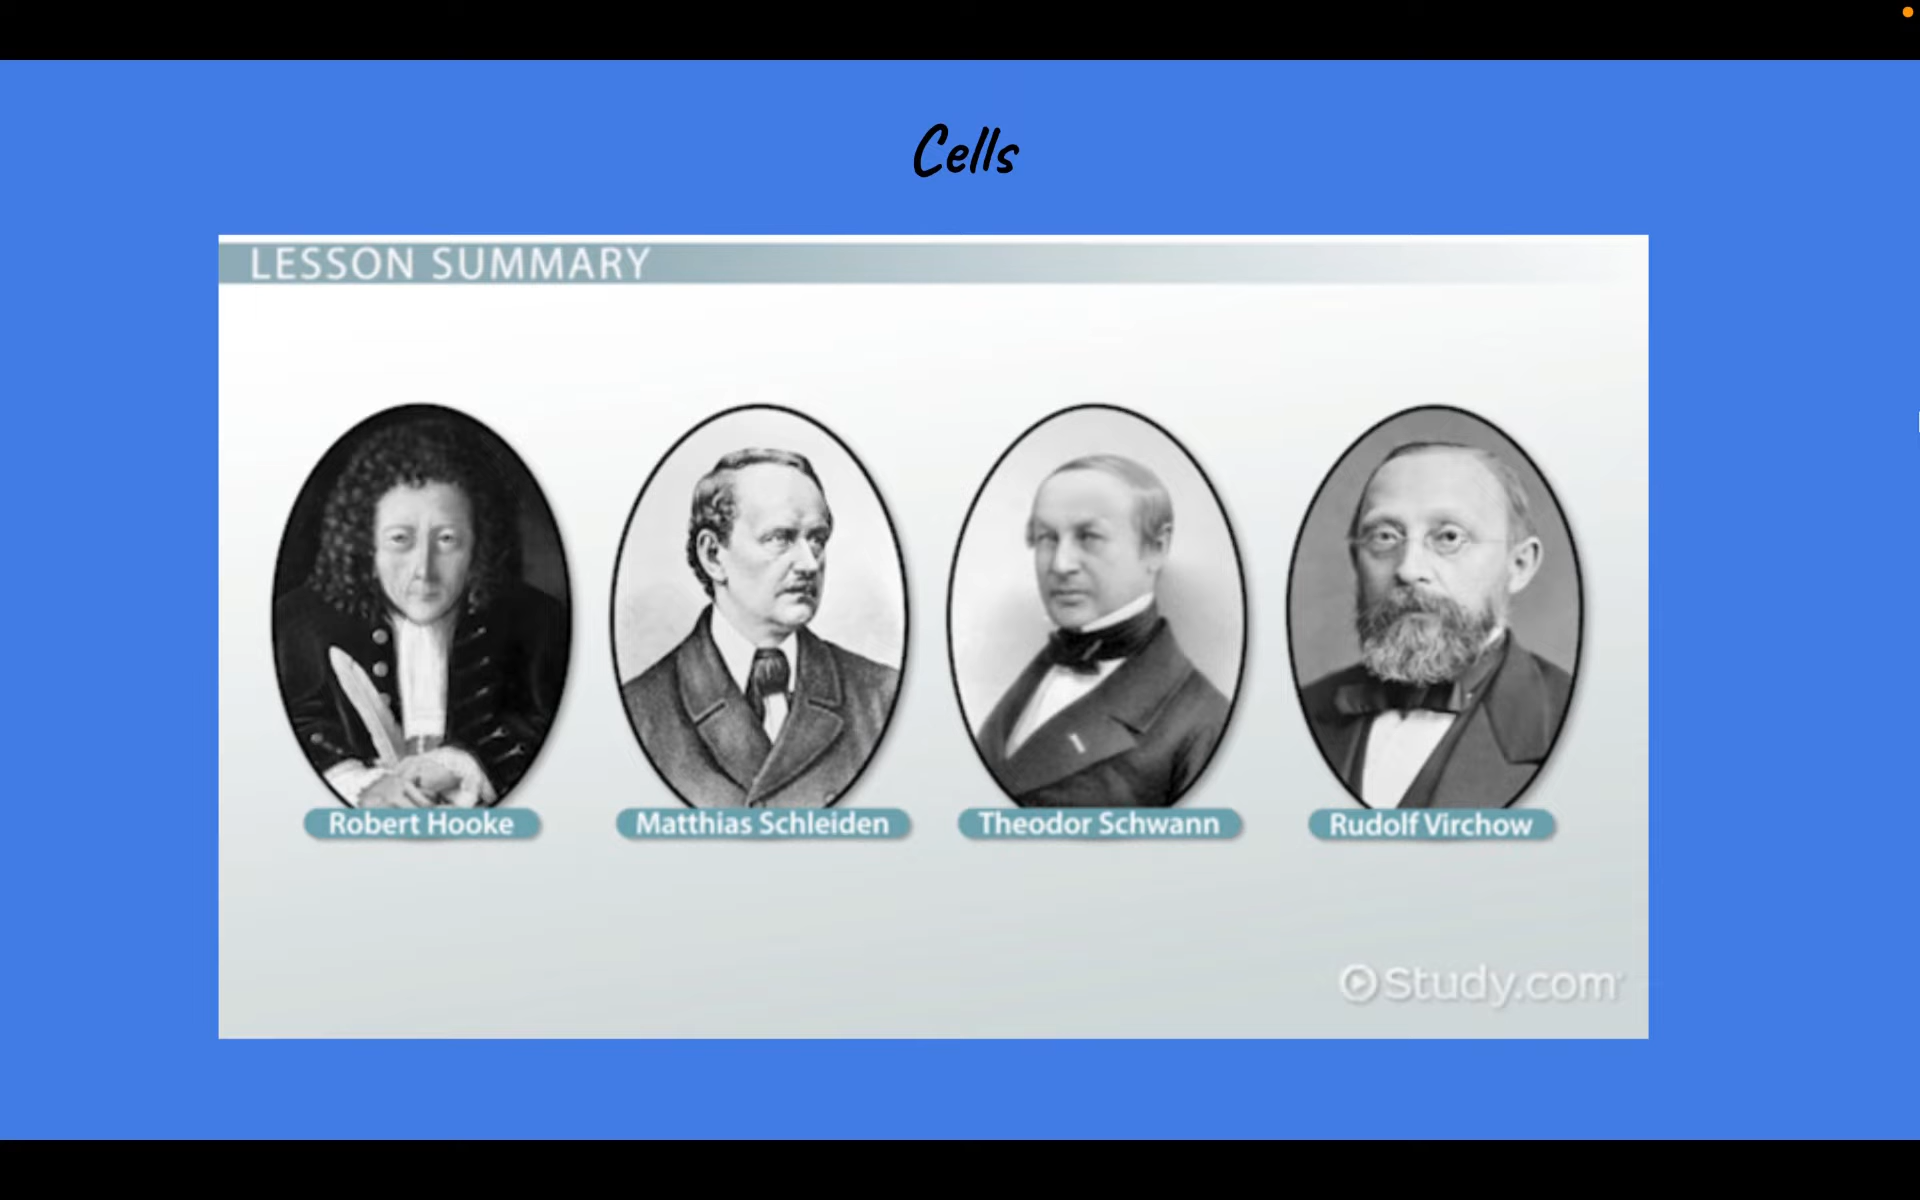 Cells
LESSON SUMMARY
Robert Hooke
Matthias Schleiden
Theodor Schwann
Rudolf Virchow
Study.com